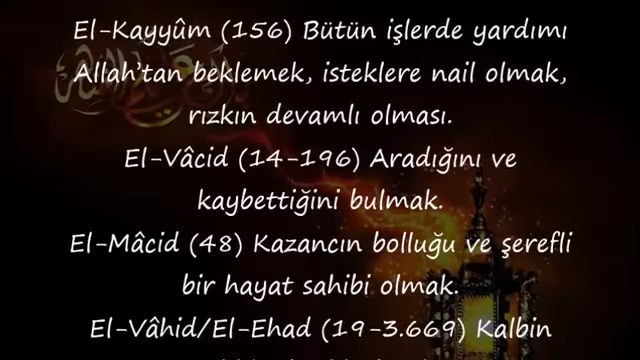 El-Kayyûm (156) Bütün işlerde yardımı
Allah'tan beklemek, isteklere nail olmak,
rızkın devamlı olması.
El-Vâcid (14-196) Aradığını ve
kaybettiğini bulmak.
El-Mâcid (48) Kazancın bolluğu ve şerefli
bir hayat sahibi olmak.
El-Vâhid/El-Ehad (19-3.669) Kalbin